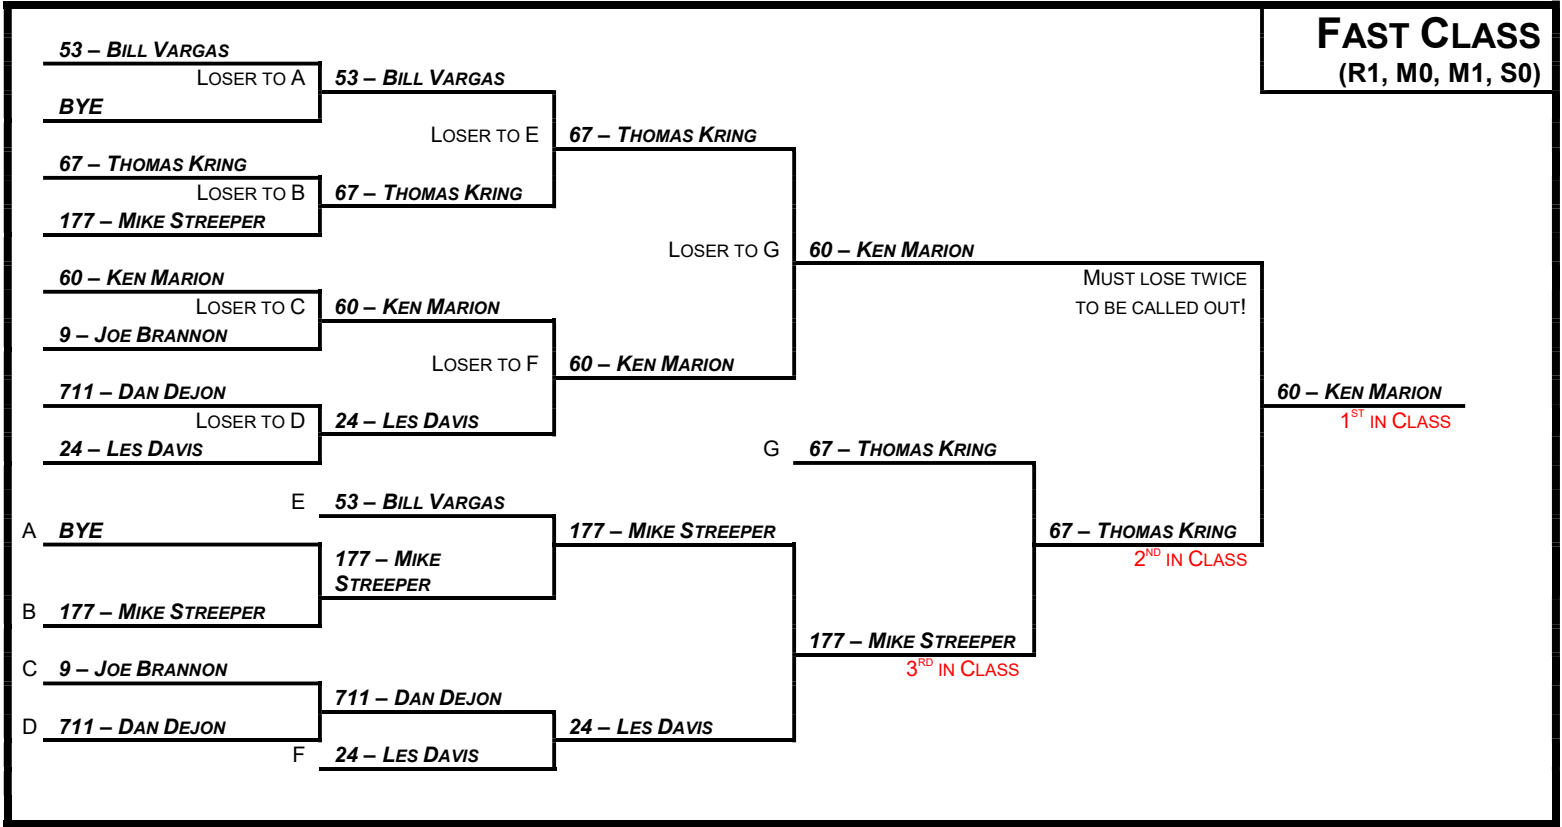 FAST CLASS
(R1, M0, M1, S0)
53 – BILL VARGAS
LOSER TO A
53 – BILL VARGAS
BYE
LOSER TO E
67 – THOMAS KRING
67 – THOMAS KRING
LOSER TO B
67 – THOMAS KRING
177 – MIKE STREEPER
LOSER TO G
60 – KEN MARION
60 – KEN MARION
MUST LOSE TWICE
TO BE CALLED OUT!
LOSER TO C
60 – KEN MARION
9 – JOE BRANNON
LOSER TO F
60 – KEN MARION
711 – DAN DEJON
60 – KEN MARION
1ST IN CLASS
LOSER TO D
24 – LES DAVIS
24 – LES DAVIS
G
67 – THOMAS KRING
E
53 – BILL VARGAS
A
BYE
177 – MIKE STREEPER
67 – THOMAS KRING
2ND IN CLASS
177 – MIKE
STREEPER
B
177 – MIKE STREEPER
177 – MIKE STREEPER
3RD IN CLASS
C
9 – JOE BRANNON
711 – DAN DEJON
D
711 – DAN DEJON
24 – LES DAVIS
F
24 – LES DAVIS